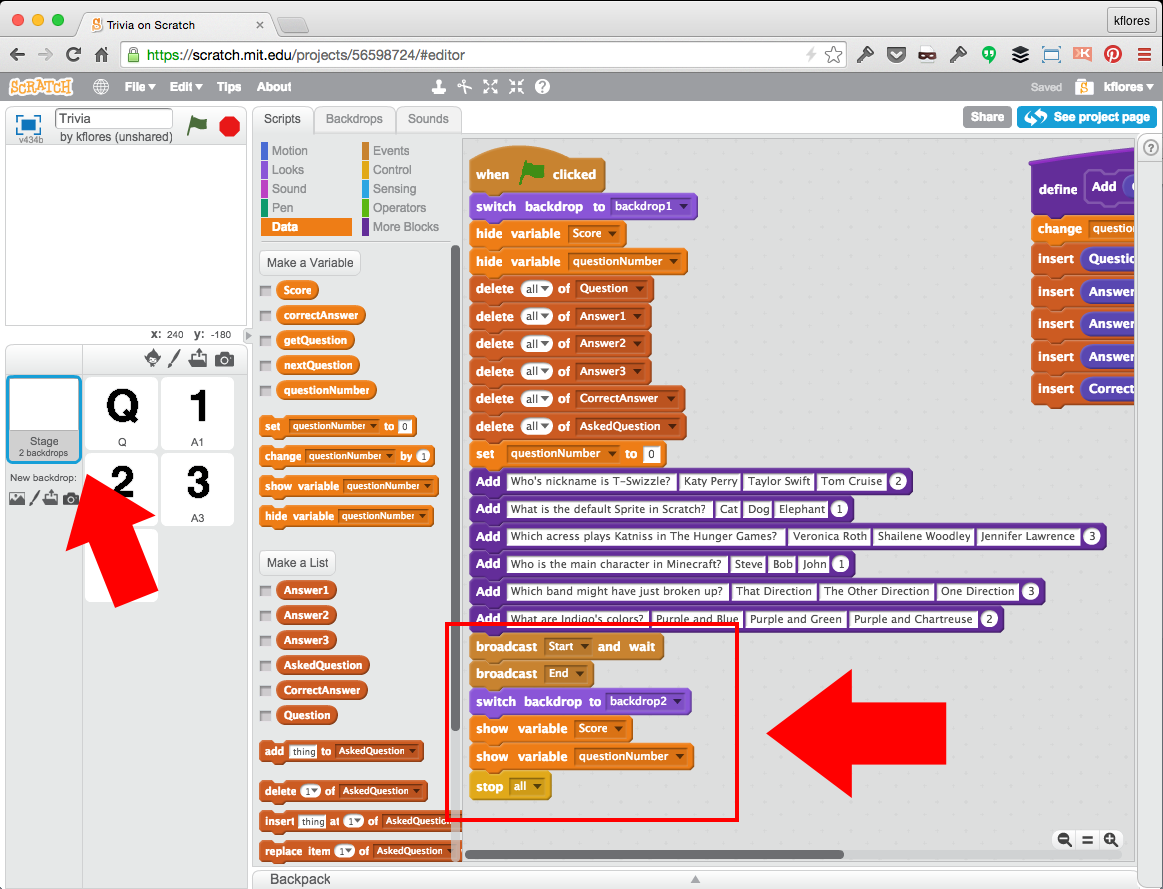 Trivia on Scratch
kflores
https://scratch.mit.edu/projects/56598724/#editor
SCRATCH File Edit Tips About Saved kflores
Trivia
by kflores (unshared)
v434b
Scripts Backdrops Sounds
Share See project page
Motion Events
Looks Control
Sound Sensing
Pen Operators
Data More Blocks
Make a Variable
Score
correctAnswer
getQuestion
nextQuestion
questionNumber
set questionNumber to 0
change questionNumber by 1
show variable questionNumber
hide variable questionNumber
Make a List
Answer1
Answer2
Answer3
AskedQuestion
CorrectAnswer
Question
add thing to AskedQuestion
delete 1 of AskedQuestion
insert thing at 1 of AskedQuestion
replace item 1 of AskedQuestion
x: 240 y: -180
Stage
2 backdrops
New backdrop:
Q
Q
1
A1
2
3
A3
when clicked
switch backdrop to backdrop1
hide variable Score
hide variable questionNumber
delete all of Question
delete all of Answer1
delete all of Answer2
delete all of Answer3
delete all of CorrectAnswer
delete all of AskedQuestion
set questionNumber to 0
Add Who's nickname is T-Swizzle? Katy Perry Taylor Swift Tom Cruise 2
Add What is the default Sprite in Scratch? Cat Dog Elephant 1
Add Which acress plays Katniss in The Hunger Games? Veronica Roth Shailene Woodley Jennifer Lawrence 3
Add Who is the main character in Minecraft? Steve Bob John 1
Add Which band might have just broken up? That Direction The Other Direction One Direction 3
Add What are Indigo's colors? Purple and Blue Purple and Green Purple and Chartreuse 2
broadcast Start and wait
broadcast End
switch backdrop to backdrop2
show variable Score
show variable questionNumber
stop all
define Add
change question
insert Questio
insert Answer
insert Answer
insert Answer
insert Correct
Backpack